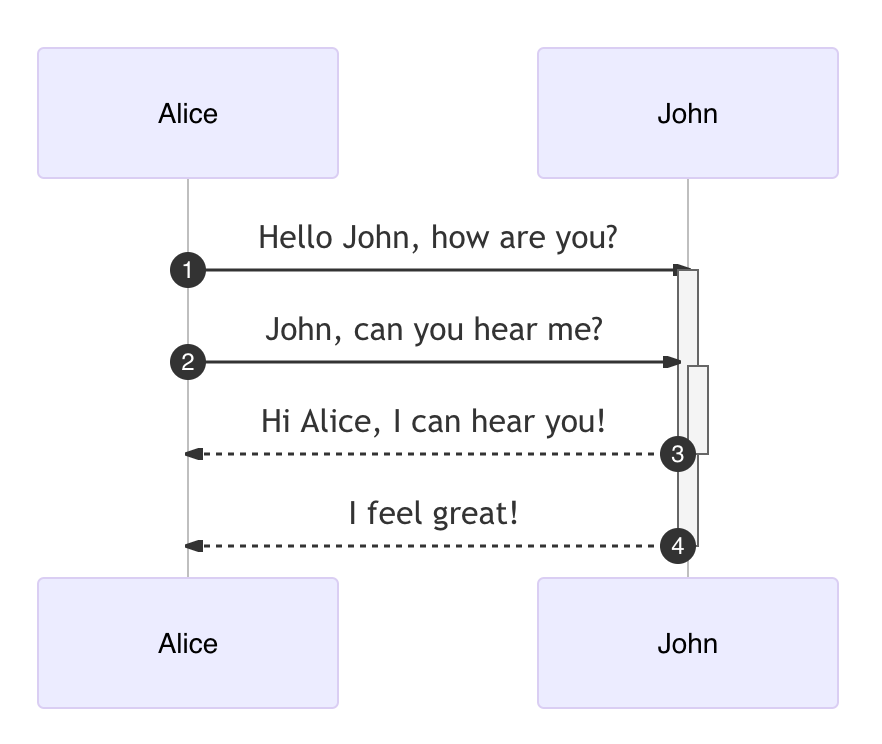 Alice
John
Hello John, how are you?
1
John, can you hear me?
2
Hi Alice, I can hear you!
3
I feel great!
4
Alice
John